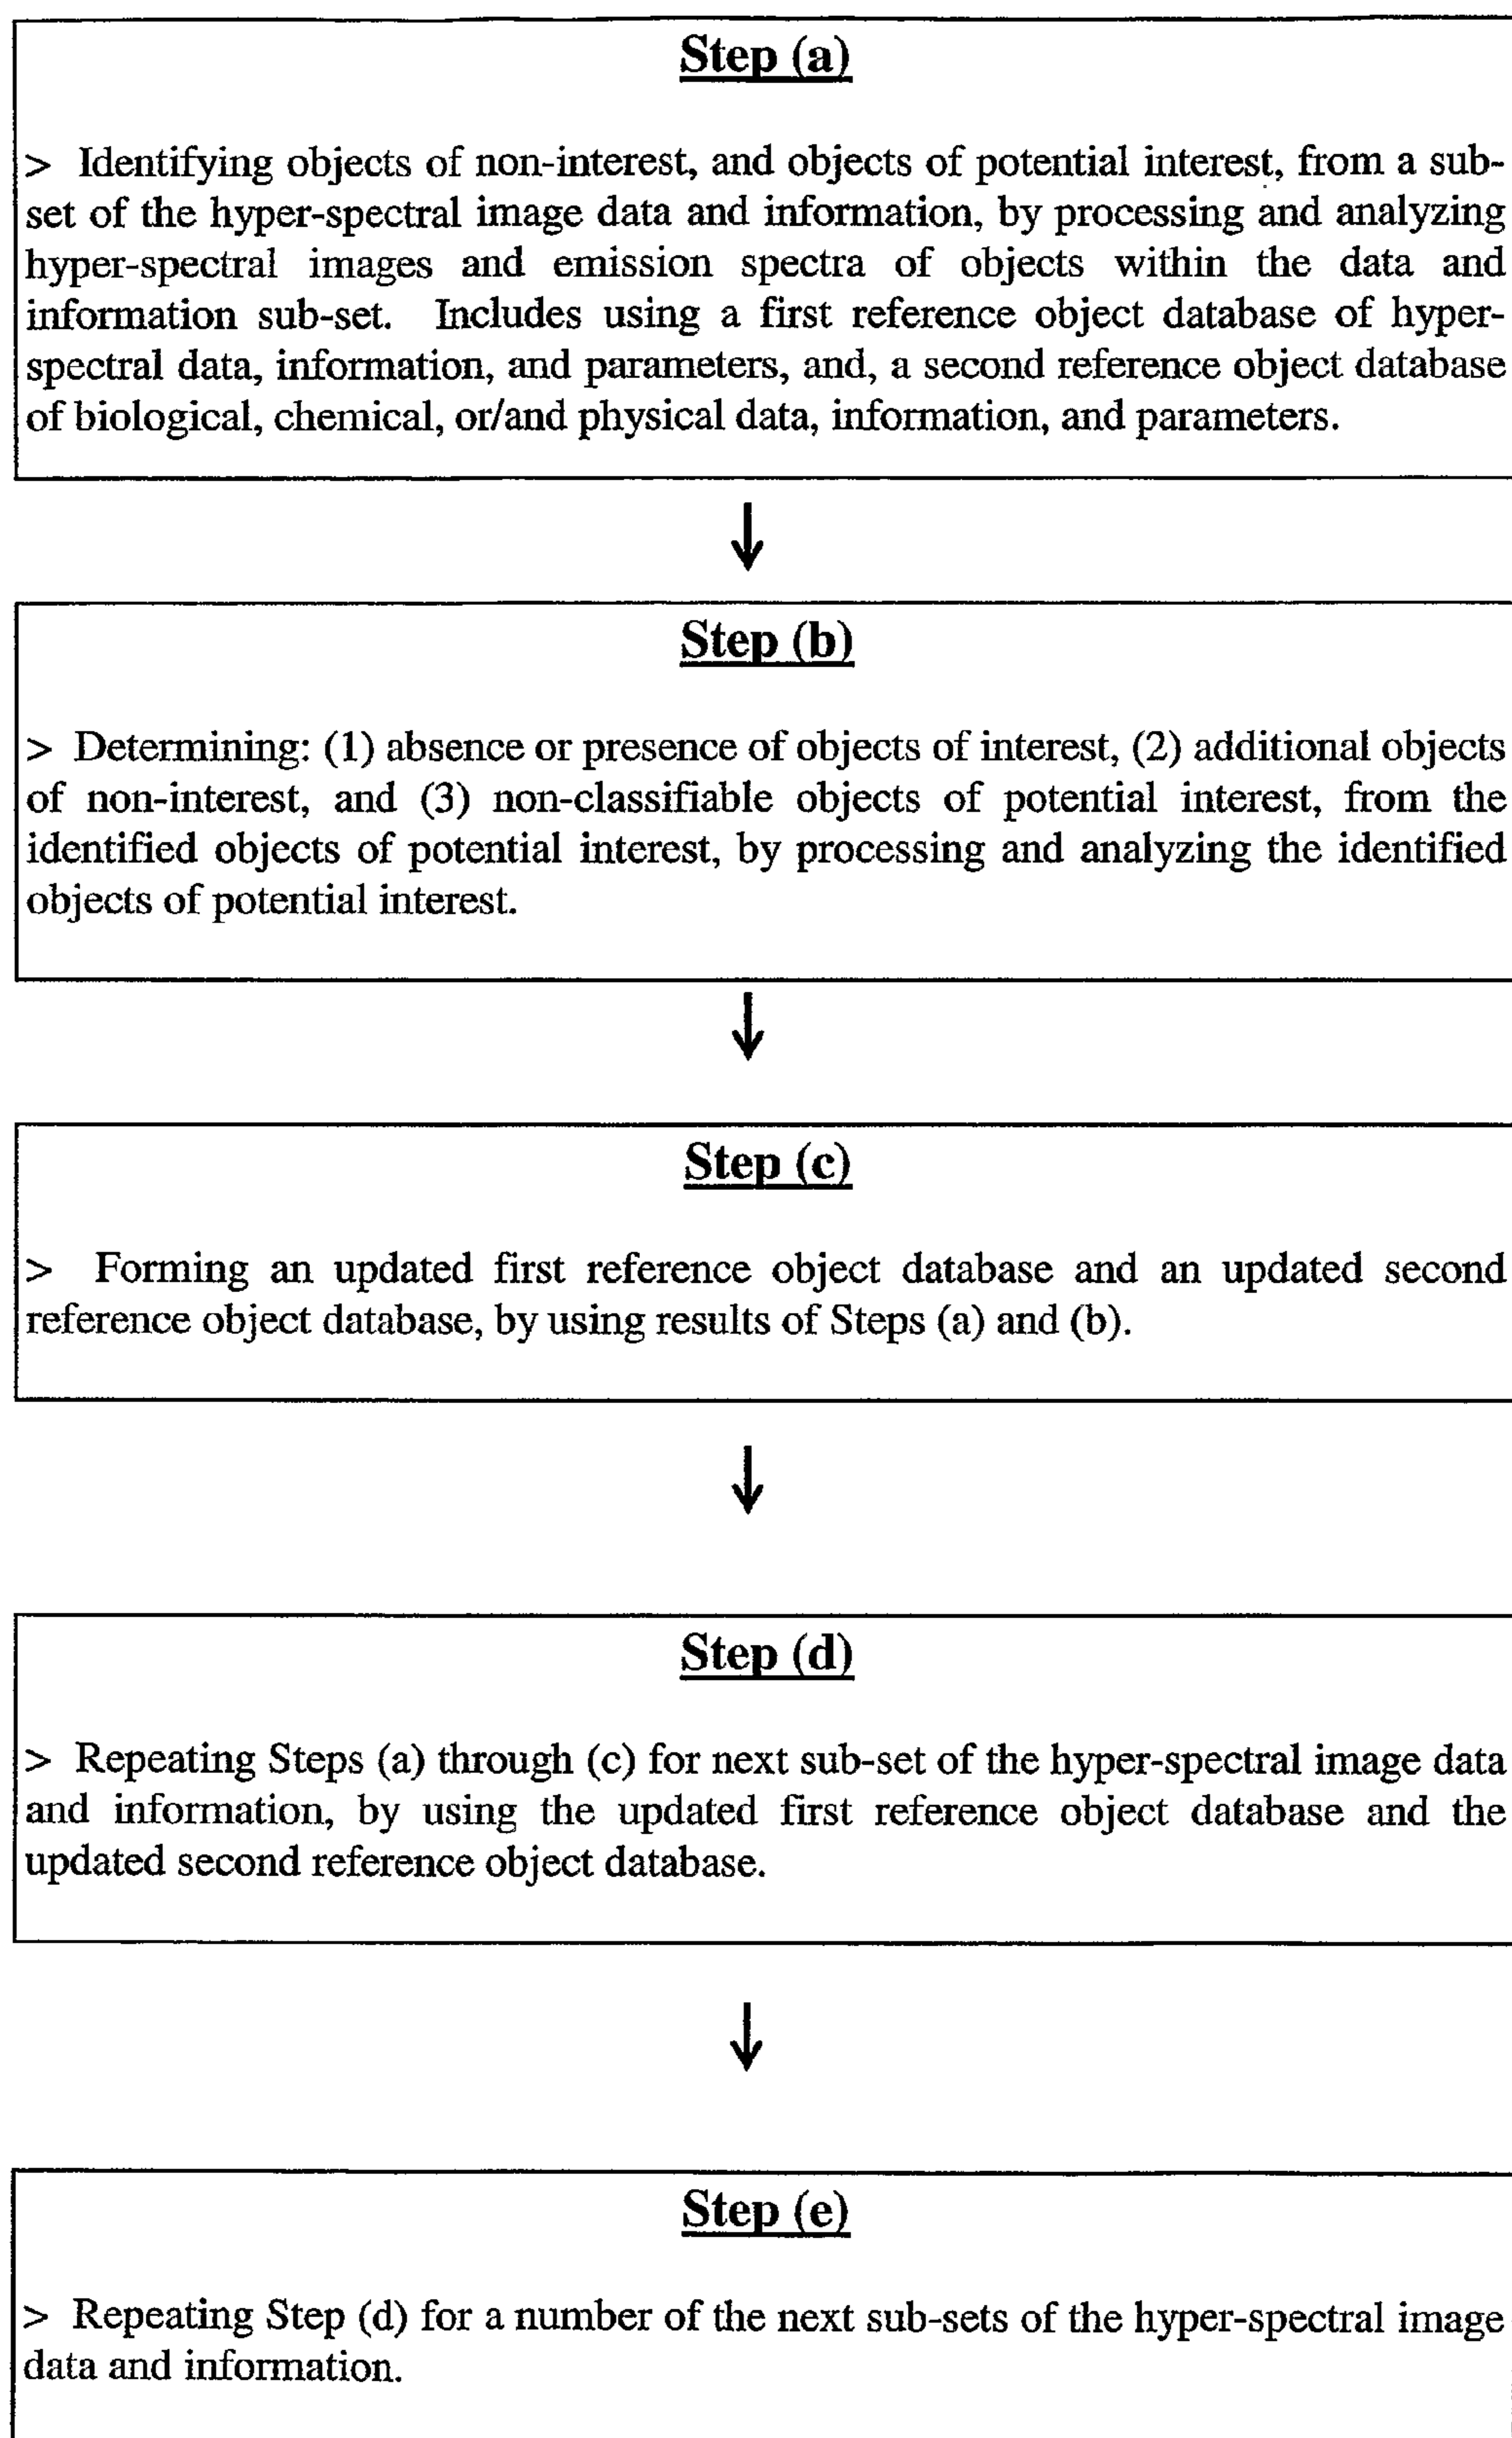 Step (a)
> Identifying objects of non-interest, and objects of potential interest, from a sub-
set of the hyper-spectral image data and information, by processing and analyzing
hyper-spectral images and emission spectra of objects within the data and
information sub-set. Includes using a first reference object database of hyper-
spectral data, information, and parameters, and, a second reference object database
of biological, chemical, or/and physical data, information, and parameters.
Step (b)
> Determining: (1) absence or presence of objects of interest, (2) additional objects
of non-interest, and (3) non-classifiable objects of potential interest, from the
identified objects of potential interest, by processing and analyzing the identified
objects of potential interest.
Step (c)
> Forming an updated first reference object database and an updated second
reference object database, by using results of Steps (a) and (b).
Step (d)
> Repeating Steps (a) through (c) for next sub-set of the hyper-spectral image data
and information, by using the updated first reference object database and the
updated second reference object database.
Step (e)
> Repeating Step (d) for a number of the next sub-sets of the hyper-spectral image
data and information.